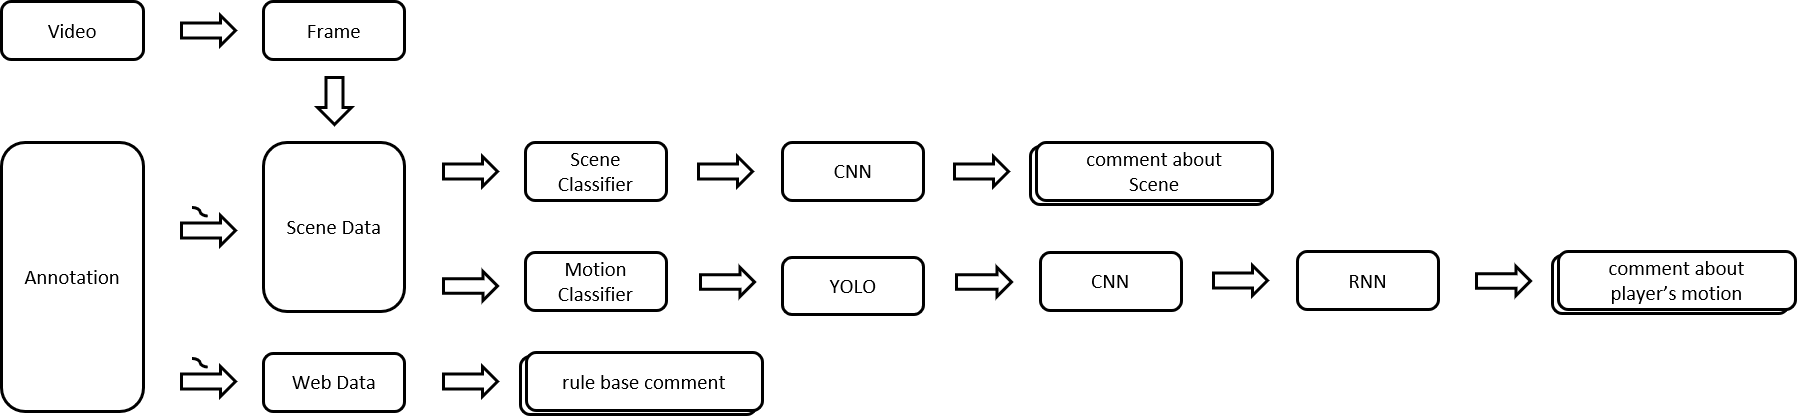 Video
Frame
Annotation
Scene Data
Scene
Classifier
CNN
comment about
Scene
Motion
Classifier
YOLO
CNN
RNN
comment about
player’s motion
Web Data
rule base comment